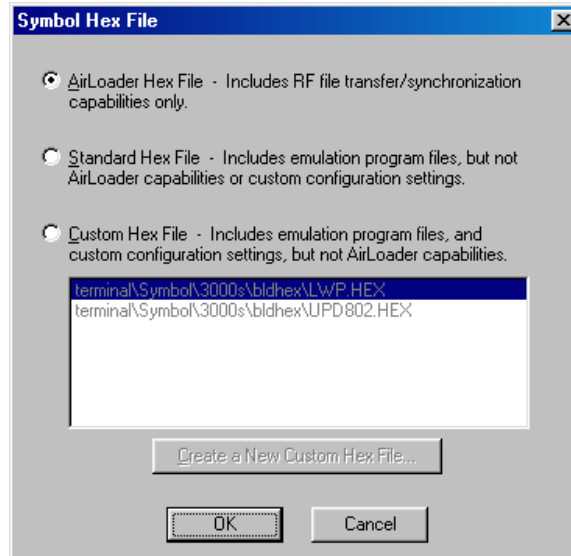 Symbol Hex File
AirLoader Hex File - Includes RF file transfer/synchronization
capabilities only.
Standard Hex File - Includes emulation program files, but not
AirLoader capabilities or custom configuration settings.
Custom Hex File - Includes emulation program files, and
custom configuration settings, but not AirLoader capabilities.
terminal\Symbol\3000s\bldhex\LWP.HEX
terminal\Symbol\3000s\bldhex\UPD802.HEX
Create a New Custom Hex File...
OK Cancel